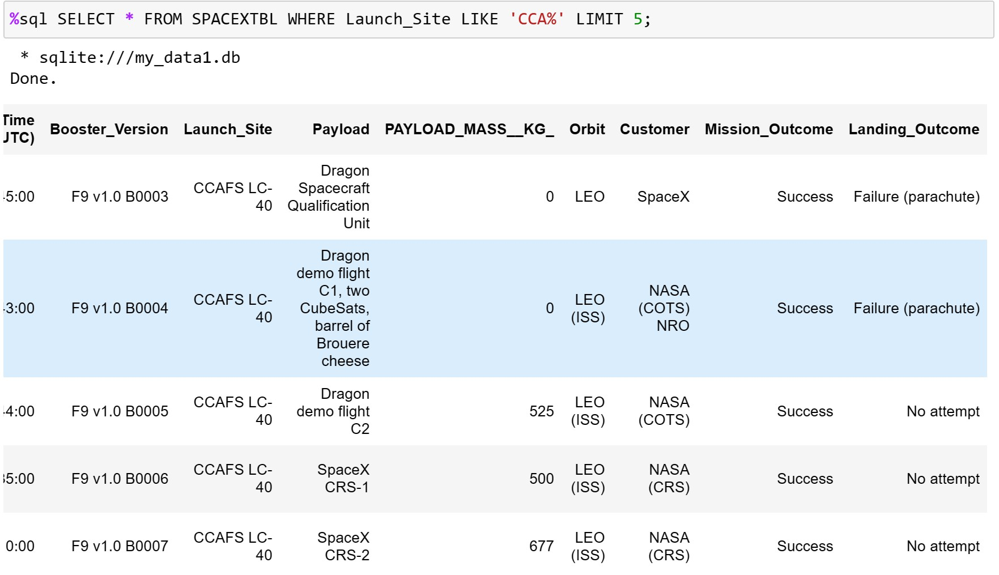 %sql SELECT * FROM SPACEXTBL WHERE Launch_Site LIKE 'CCA%' LIMIT 5;
* sqlite:///my_data1.db
Done.
Time UTC) Booster_Version Launch_Site Payload PAYLOAD_MASS__KG_ Orbit Customer Mission_Outcome Landing_Outcome
5:00 F9 v1.0 B0003 CCAFS LC-40 Dragon Spacecraft Qualification Unit 0 LEO SpaceX Success Failure (parachute)
3:00 F9 v1.0 B0004 CCAFS LC-40 Dragon demo flight C1, two CubeSats, barrel of Brouere cheese 0 LEO (ISS) NASA (COTS) NRO Success Failure (parachute)
4:00 F9 v1.0 B0005 CCAFS LC-40 Dragon demo flight C2 525 LEO (ISS) NASA (COTS) Success No attempt
5:00 F9 v1.0 B0006 CCAFS LC-40 SpaceX CRS-1 500 LEO (ISS) NASA (CRS) Success No attempt
0:00 F9 v1.0 B0007 CCAFS LC-40 SpaceX CRS-2 677 LEO (ISS) NASA (CRS) Success No attempt